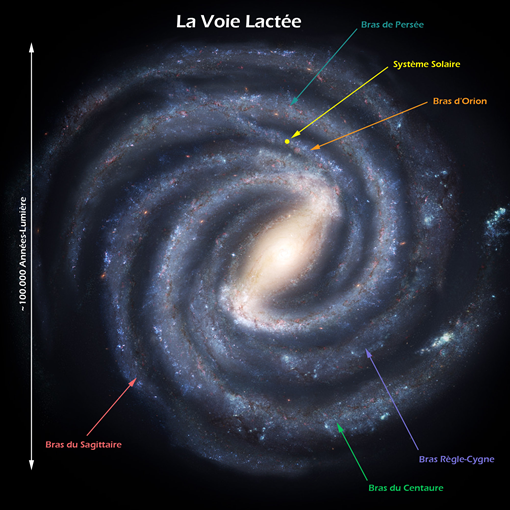 La Voie Lactée
Bras de Persée
Système Solaire
Bras d'Orion
~100.000 Années-Lumière
Bras du Sagittaire
Bras Règle-Cygne
Bras du Centaure